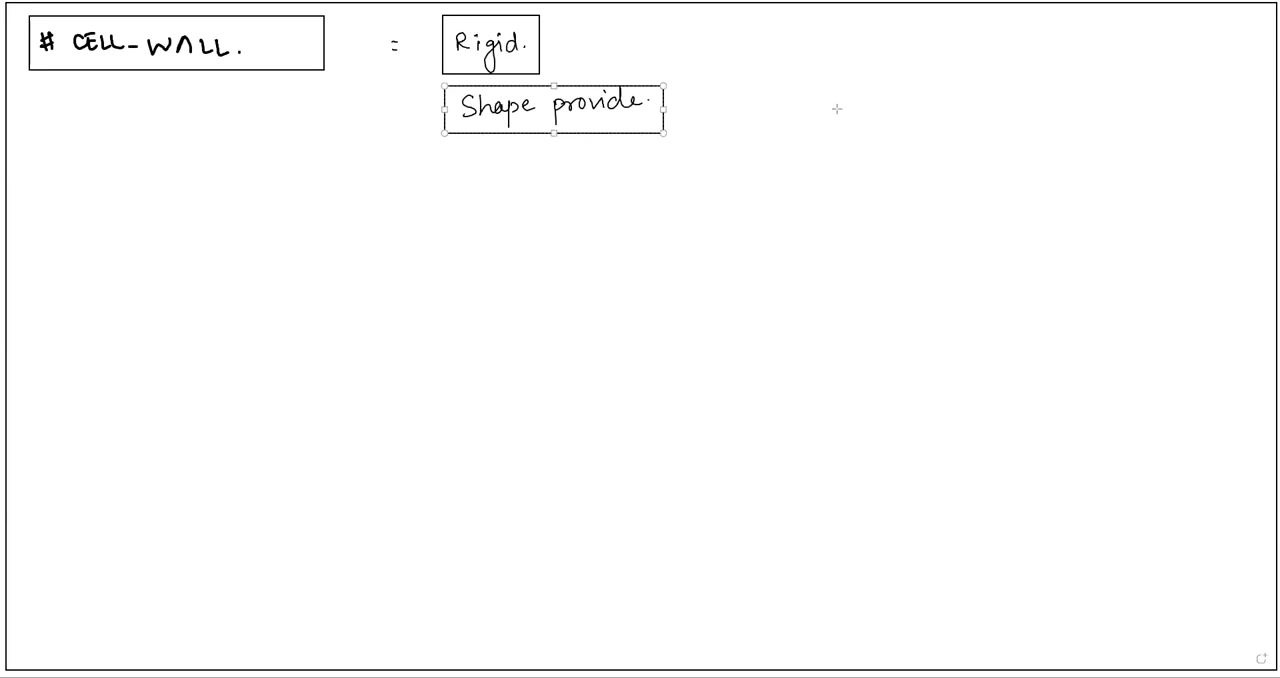 # CELL-WALL. = Rigid.
Shape provide.